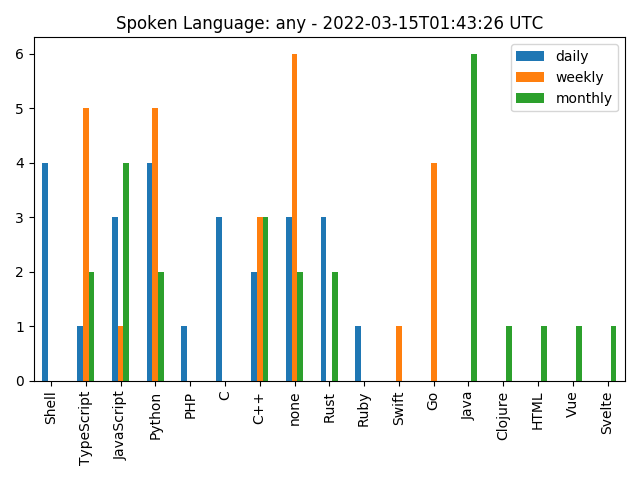 Spoken Language: any - 2022-03-15T01:43:26 UTC
daily
weekly
monthly
6
5
4
3
2
1
0
Shell
TypeScript
JavaScript
Python
PHP
C
C++
none
Rust
Ruby
Swift
Go
Java
Clojure
HTML
Vue
Svelte